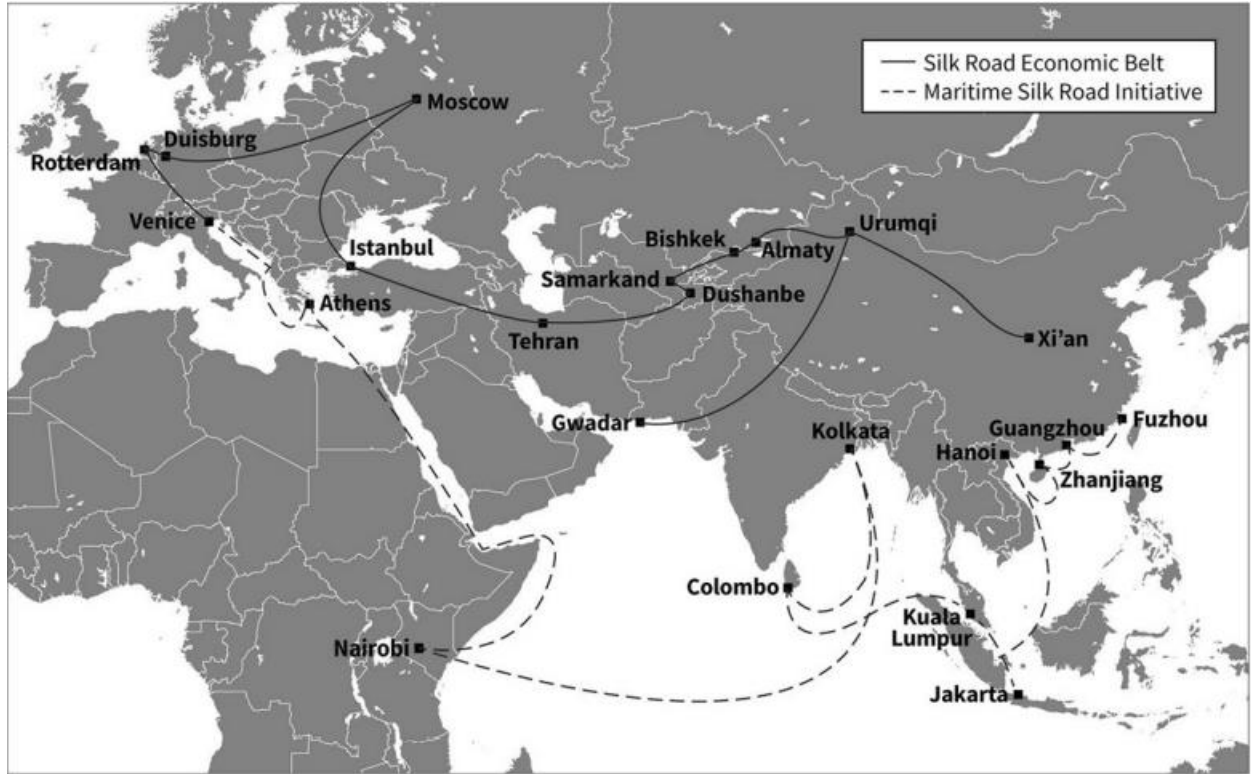 Silk Road Economic Belt
Maritime Silk Road Initiative
Moscow
Duisburg
Rotterdam
Venice
Istanbul
Athens
Urumqi
Bishkek
Almaty
Samarkand
Dushanbe
Tehran
Xi’an
Gwadar
Kolkata
Guangzhou
Fuzhou
Hanoi
Zhanjiang
Colombo
Kuala
Lumpur
Nairobi
Jakarta